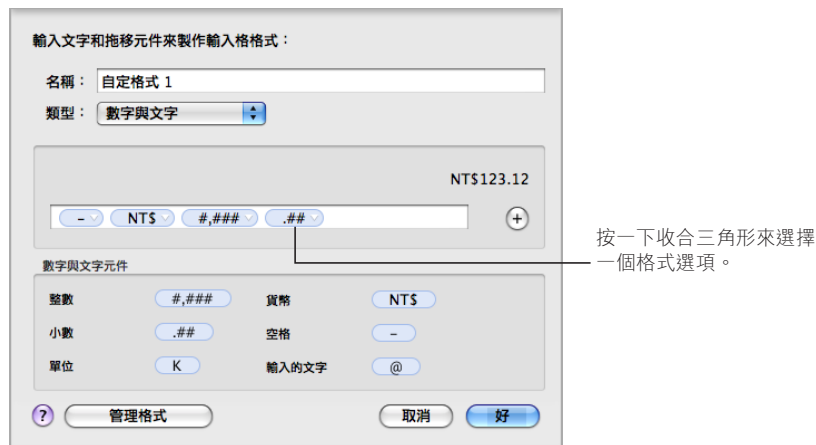 輸入文字和拖移元件來製作輸入格格式：
名稱： 自定格式 1
類型： 數字與文字
NT$123.12
– NT$ #,### .##
按一下收合三角形來選擇
一個格式選項。
數字與文字元件
整數 #,### 貨幣 NT$
小數 .## 空格 –
單位 K 輸入的文字 @
? 管理格式 取消 好